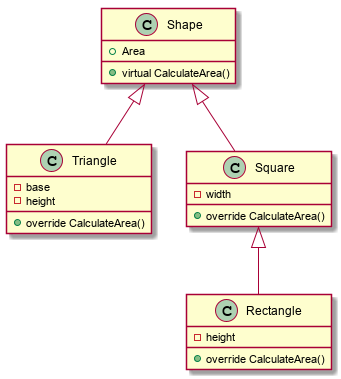 C Shape
Area
virtual CalculateArea()
C Triangle
base
height
override CalculateArea()
C Square
width
override CalculateArea()
C Rectangle
height
override CalculateArea()